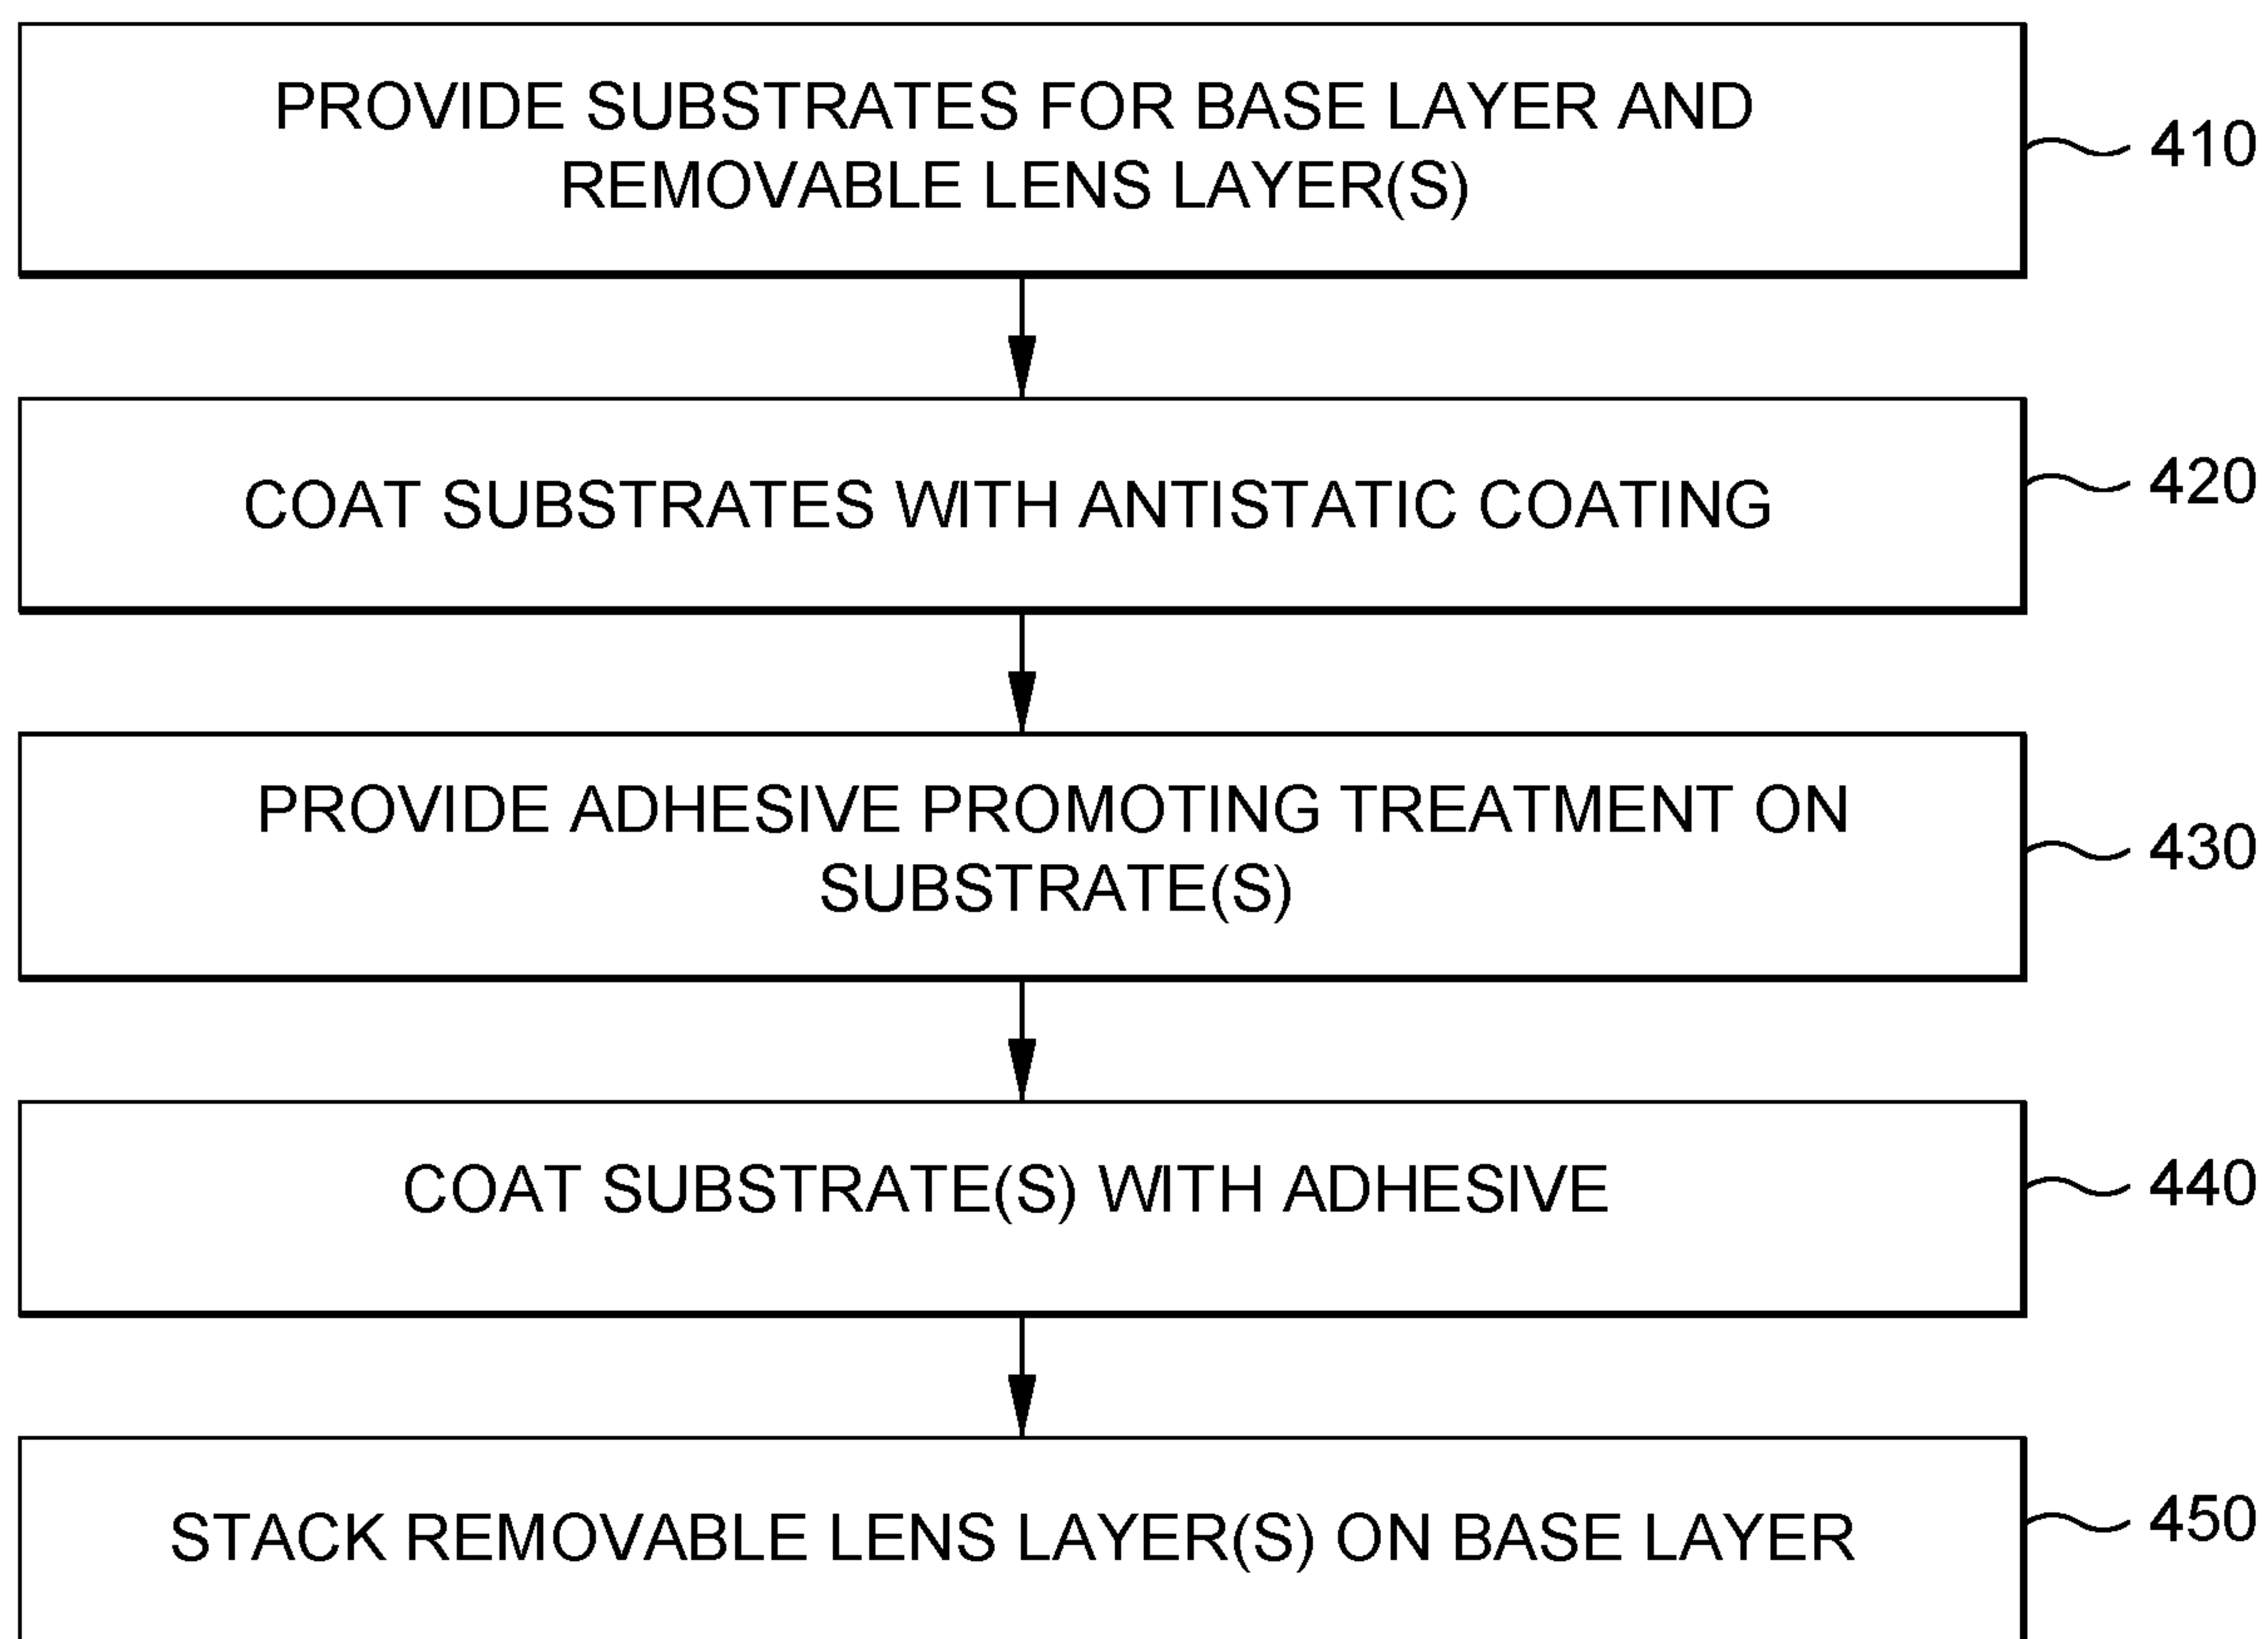 PROVIDE SUBSTRATES FOR BASE LAYER AND
REMOVABLE LENS LAYER(S)
410
COAT SUBSTRATES WITH ANTISTATIC COATING
420
PROVIDE ADHESIVE PROMOTING TREATMENT ON
SUBSTRATE(S)
430
COAT SUBSTRATE(S) WITH ADHESIVE
440
STACK REMOVABLE LENS LAYER(S) ON BASE LAYER
450